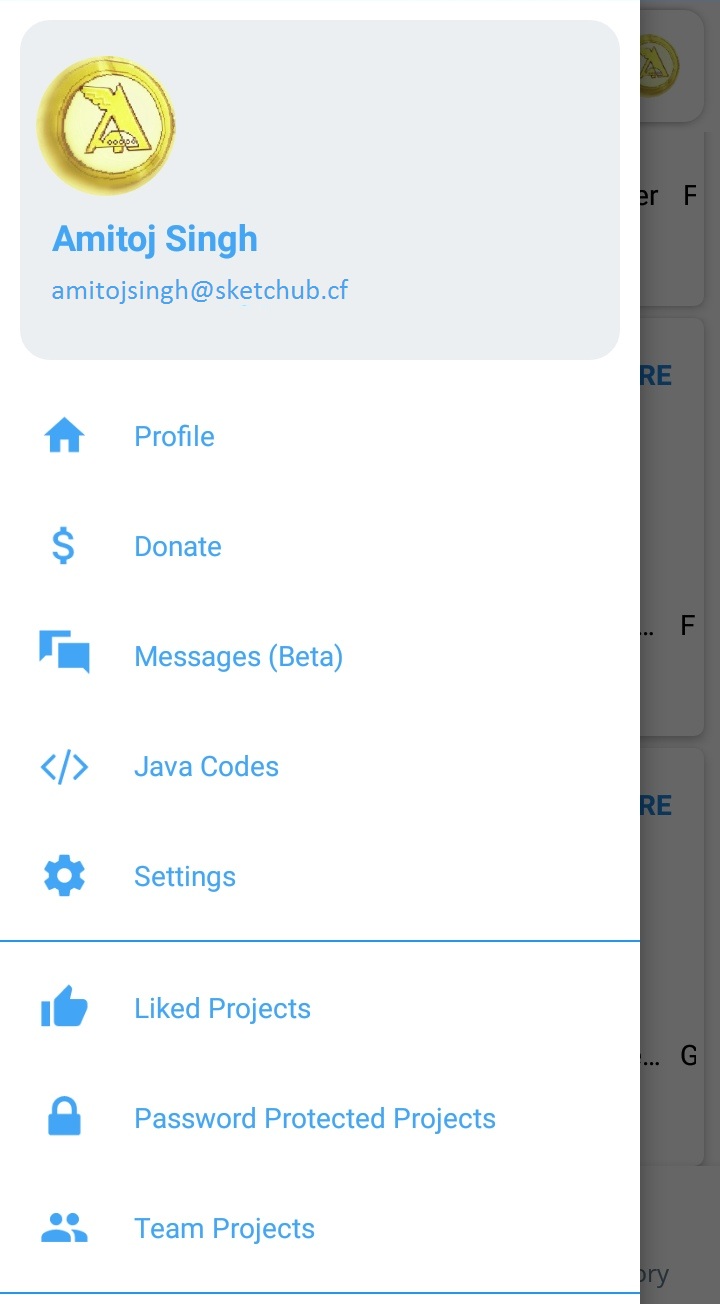 Amitoj Singh
amitojsingh@sketchub.cf
Profile
Donate
Messages (Beta)
Java Codes
Settings
Liked Projects
Password Protected Projects
Team Projects
er F
RE
... F
RE
e... G
ory